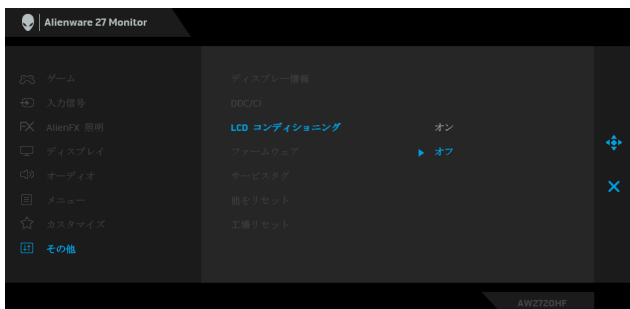 Alienware 27 Monitor
ゲーム
ディスプレー情報
入力信号
DDC/CI
FX AlienFX 照明
LCD コンディショニング
オン
ディスプレイ
ファームウェア
オフ
オーディオ
サービスタグ
メニュー
他をリセット
カスタマイズ
工場リセット
その他
AW2720HF